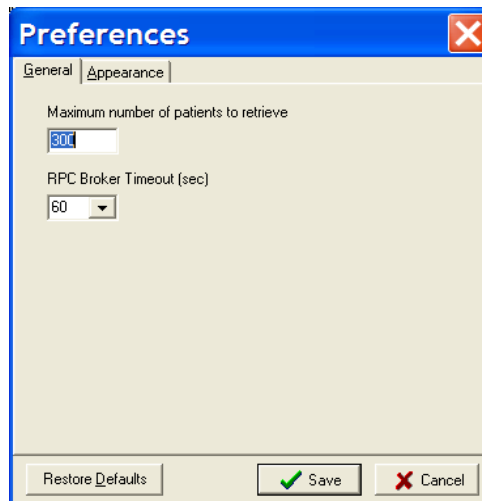 Preferences
General Appearance
Maximum number of patients to retrieve
300
RPC Broker Timeout (sec)
60
Restore Defaults Save Cancel